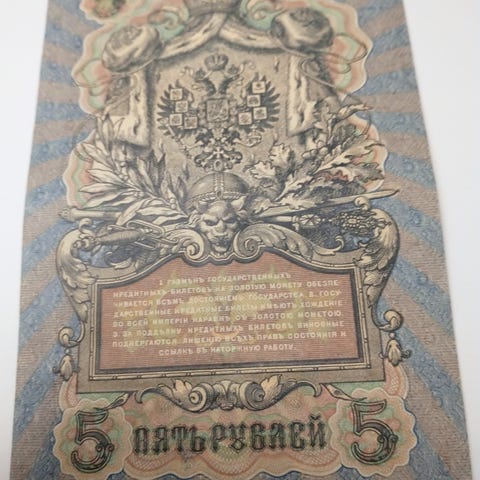 1. РАЗМѢНЪ ГОСУДАРСТВЕННЫХЪ
КРЕДИТНЫХЪ БИЛЕТОВЪ НА ЗОЛОТУЮ МОНЕТУ ОБЕЗПЕ-
ЧИВАЕТСЯ ВСѢМЪ ДОСТОЯНІЕМЪ ГОСУДАРСТВА. 2. ГОСУ-
ДАРСТВЕННЫЕ КРЕДИТНЫЕ БИЛЕТЫ ИМѢЮТЪ ХОЖДЕНІЕ
ВО ВСЕЙ ИМПЕРІИ НАРАВНѢ СЪ ЗОЛОТОЮ МОНЕТОЮ.
3. ЗА ПОДДѢЛКУ КРЕДИТНЫХЪ БИЛЕТОВЪ ВИНОВНЫЕ
ПОДВЕРГАЮТСЯ ЛИШЕНІЮ ВСѢХЪ ПРАВЪ СОСТОЯНІЯ И
ССЫЛКѢ ВЪ КАТОРЖНУЮ РАБОТУ.
5 ПЯТЬ РУБЛЕЙ 5